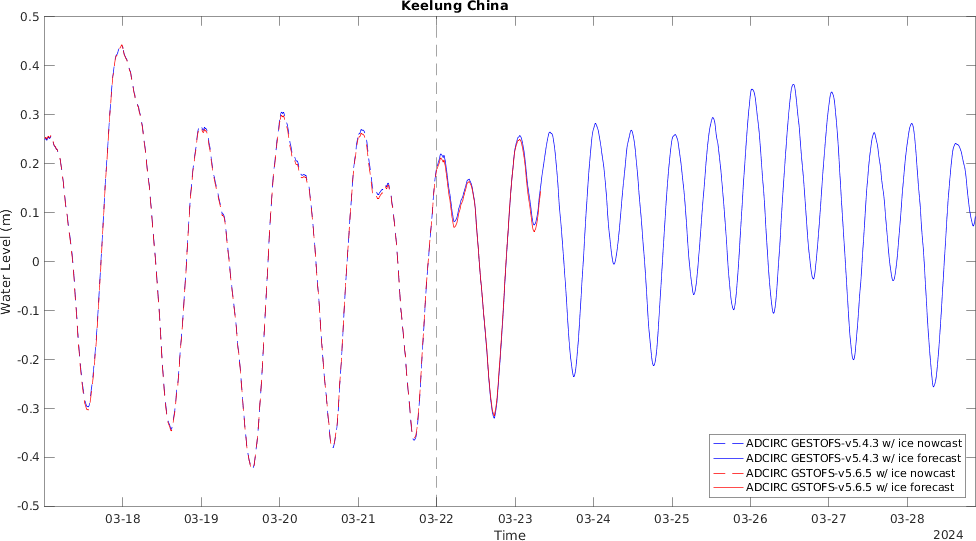 Keelung China
0.5
0.4
0.3
0.2
0.1
0
-0.1
-0.2
-0.3
-0.4
-0.5
Water Level (m)
03-18 03-19 03-20 03-21 03-22 03-23 03-24 03-25 03-26 03-27 03-28
Time
2024
ADCIRC GESTOFS-v5.4.3 w/ ice nowcast
ADCIRC GESTOFS-v5.4.3 w/ ice forecast
ADCIRC GSTOFS-v5.6.5 w/ ice nowcast
ADCIRC GSTOFS-v5.6.5 w/ ice forecast